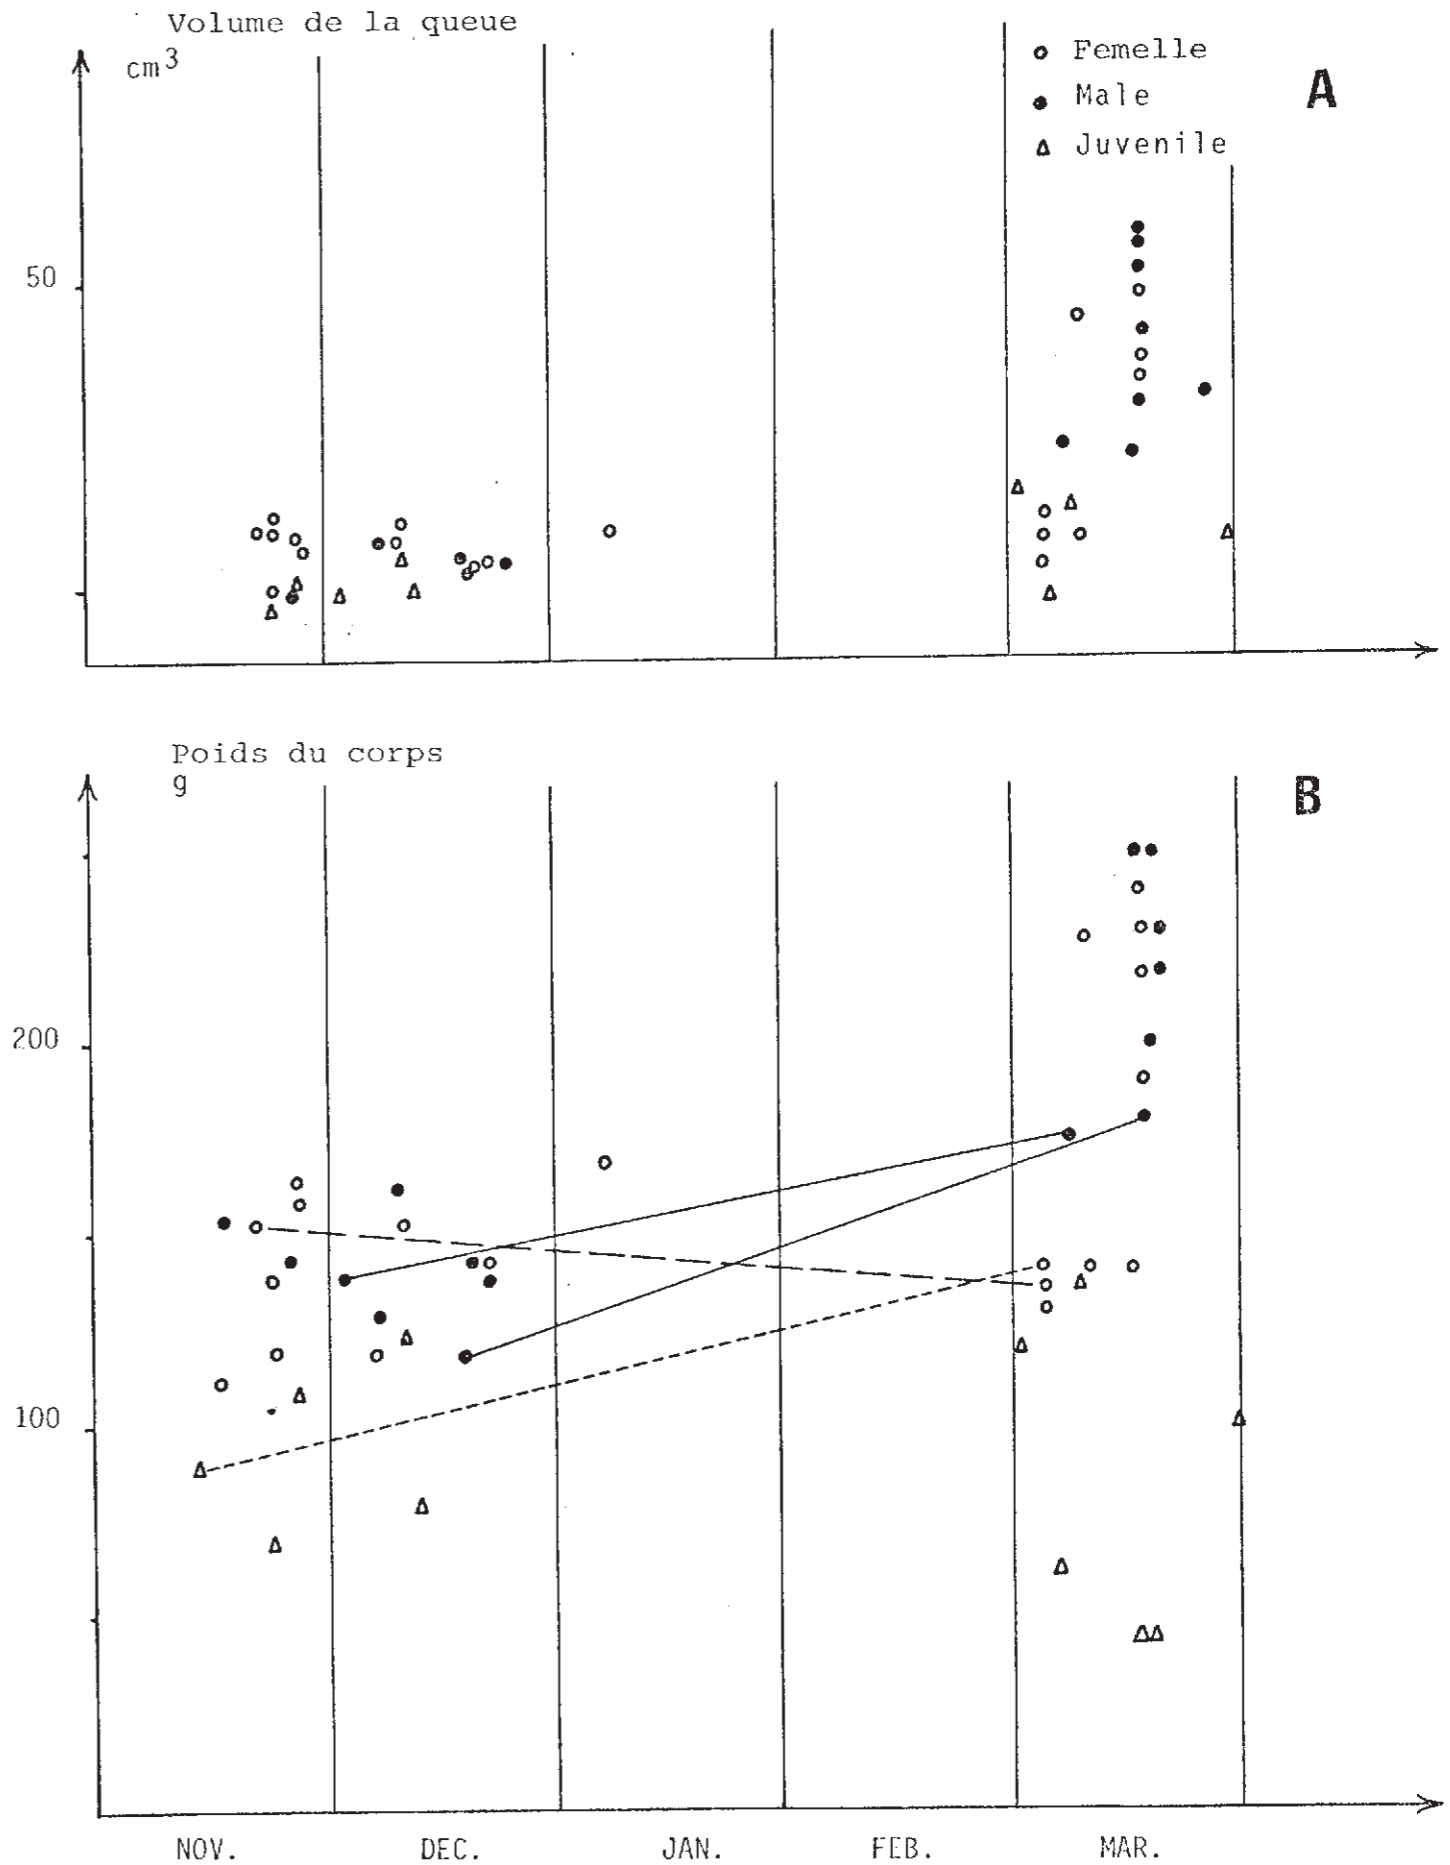 Volume de la queue
cm3
Femelle
Male
Juvenile
A
50
Poids du corps
g
B
200
100
NOV. DEC. JAN. FEB. MAR.